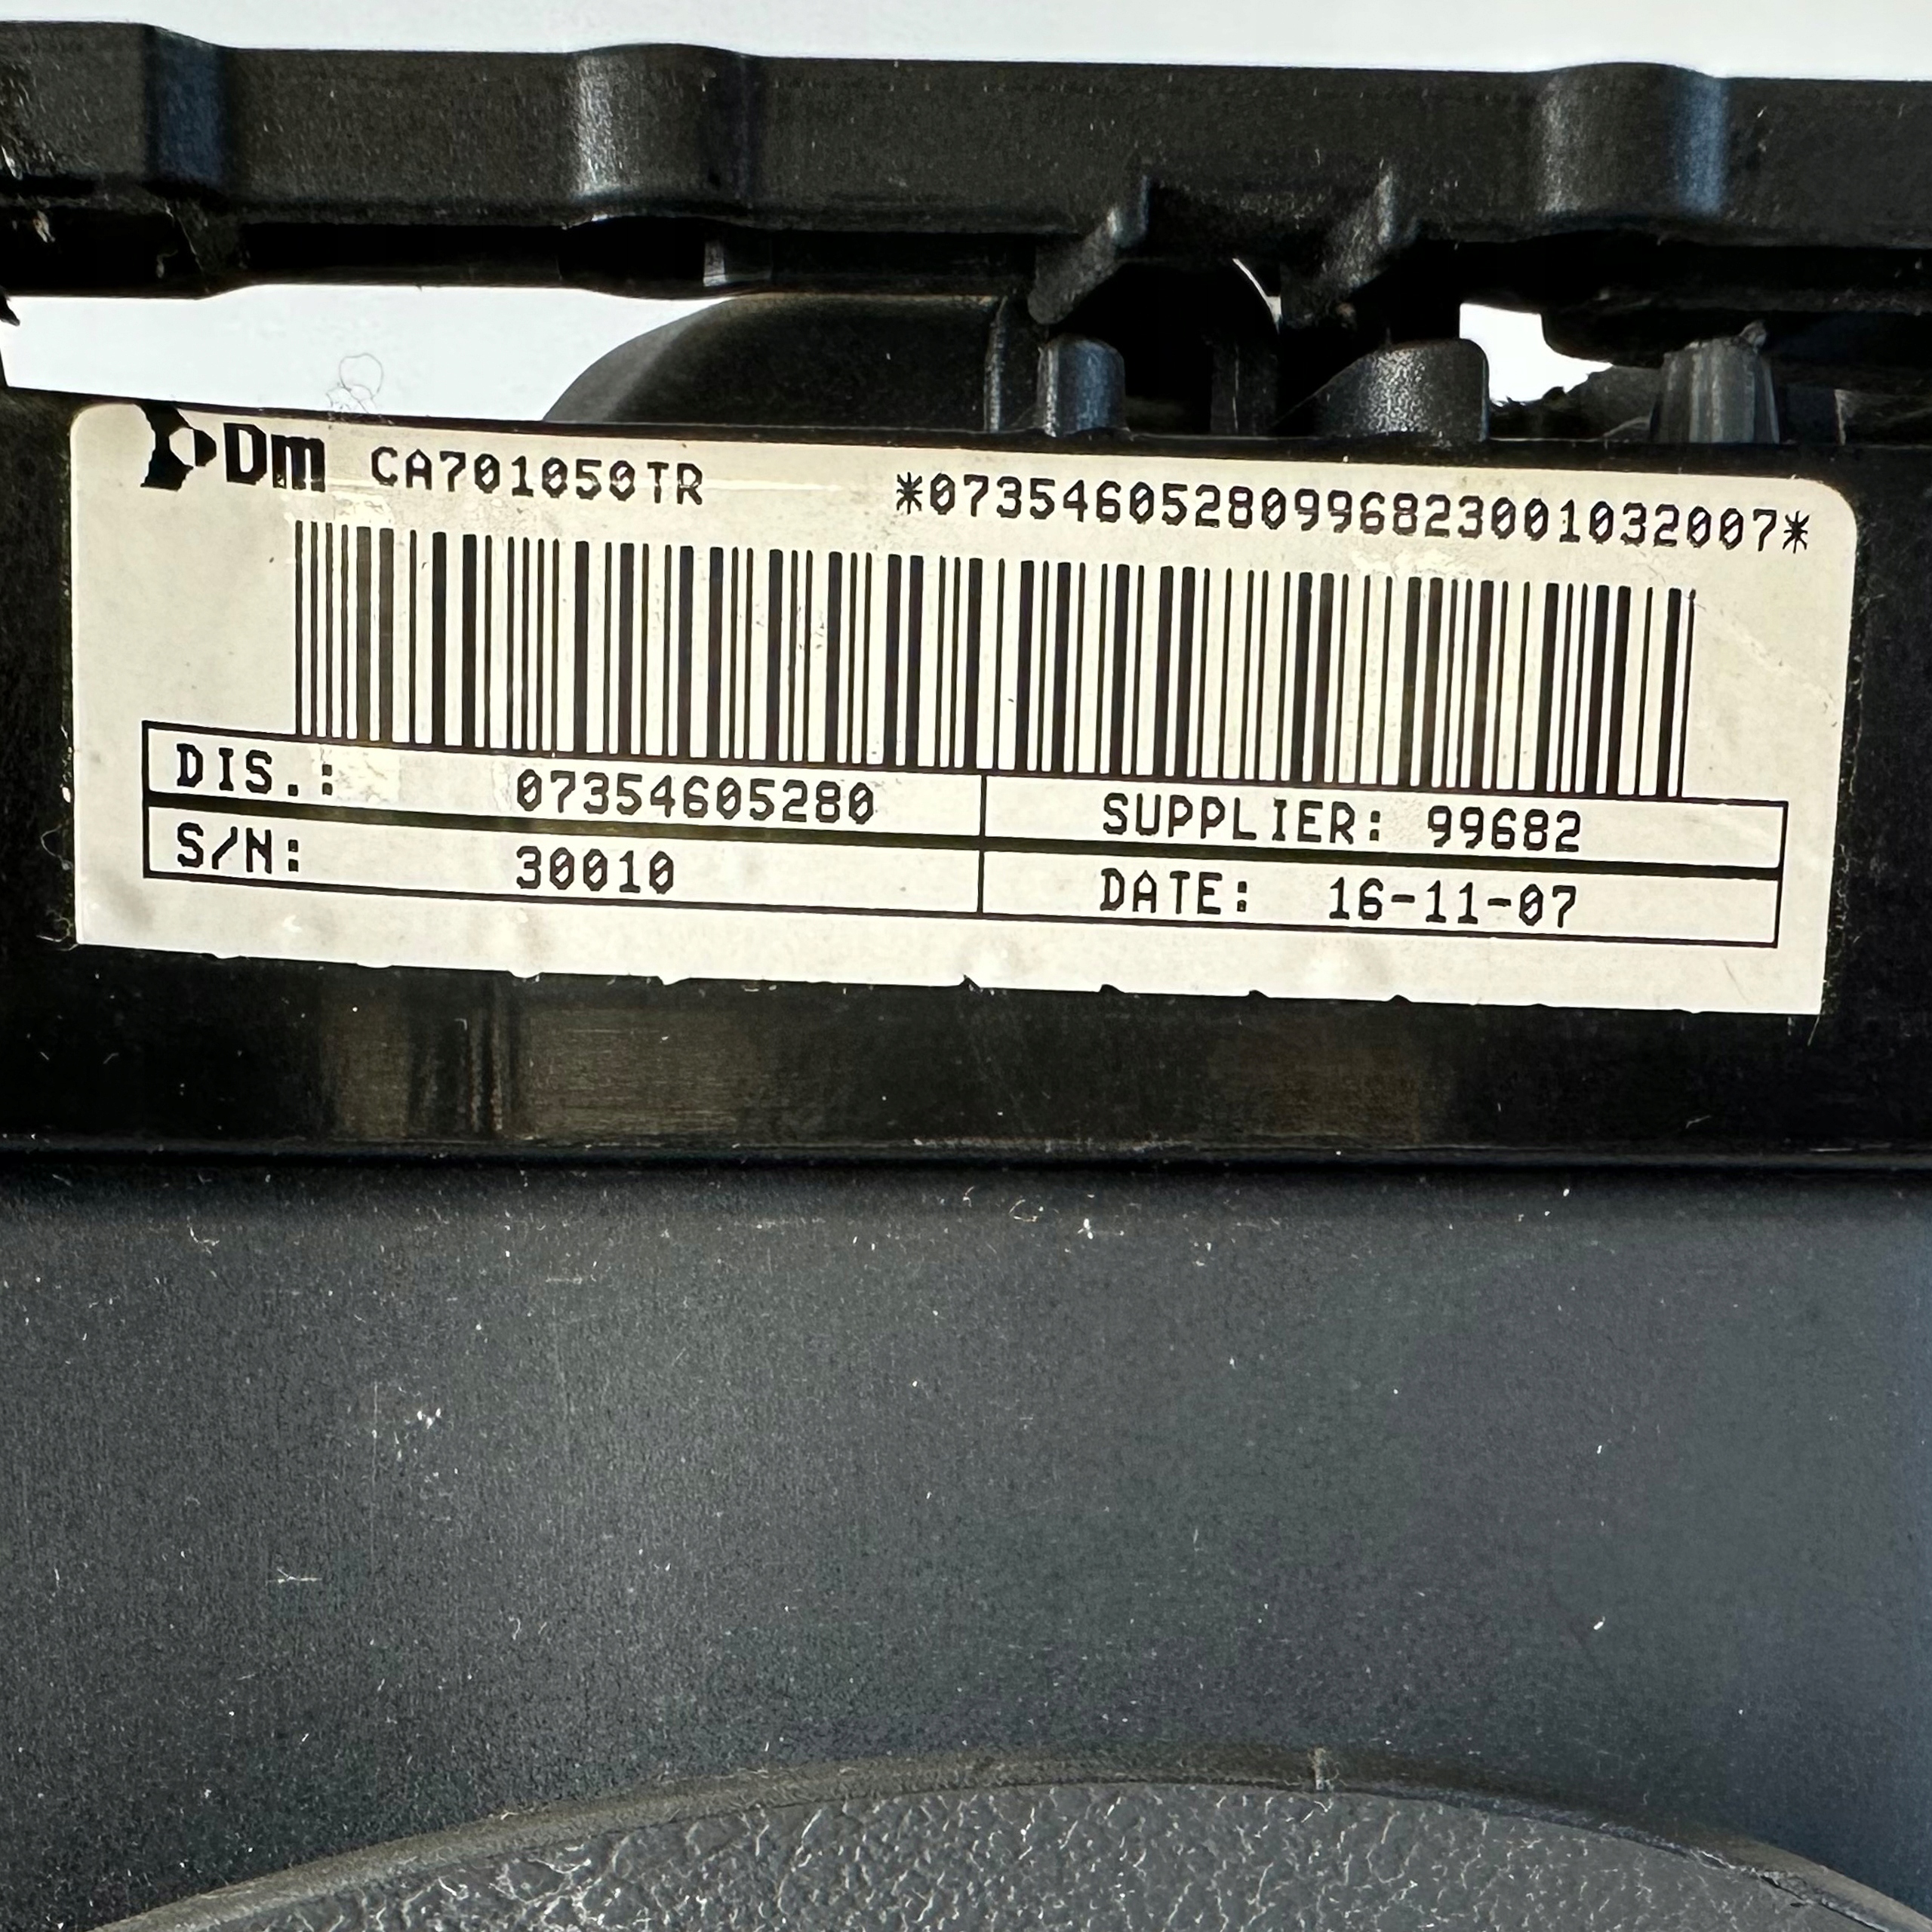 Dm CA701050TR *07354605280996823001032007*
DIS.: 07354605280 SUPPLIER: 99682
S/N: 30010 DATE: 16-11-07